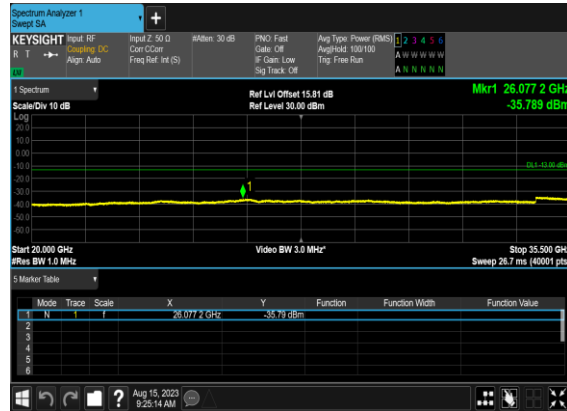 Spectrum Analyzer 1
Swept SA
KEYSIGHT Input: RF Input Z: 50 Ω #Atten: 30 dB PNO: Fast Avg Type: Power (RMS) 1 2 3 4 5 6
R T Coupling: DC Corr CCorr Gate: Off Avg|Hold: 100/100 A W W W W W
Align: Auto Freq Ref: Int (S) IF Gain: Low Trig: Free Run
Sig Track: Off A N N N N N
LXI
1 Spectrum Ref Lvl Offset 15.81 dB Mkr1 26.077 2 GHz
Scale/Div 10 dB Ref Level 30.00 dBm -35.789 dBm
Log
20.0
10.0
0.00
-10.0 DL1 -13.00 dBm
-20.0
-30.0 1
-40.0
-50.0
-60.0
Start 20.000 GHz Video BW 3.0 MHz* Stop 35.500 GHz
#Res BW 1.0 MHz Sweep 26.7 ms (40001 pts)
5 Marker Table
Mode Trace Scale X Y Function Function Width Function Value
1 N 1 f 26.077 2 GHz -35.79 dBm
2
3
4
5
6
? Aug 15, 2023
9:25:14 AM